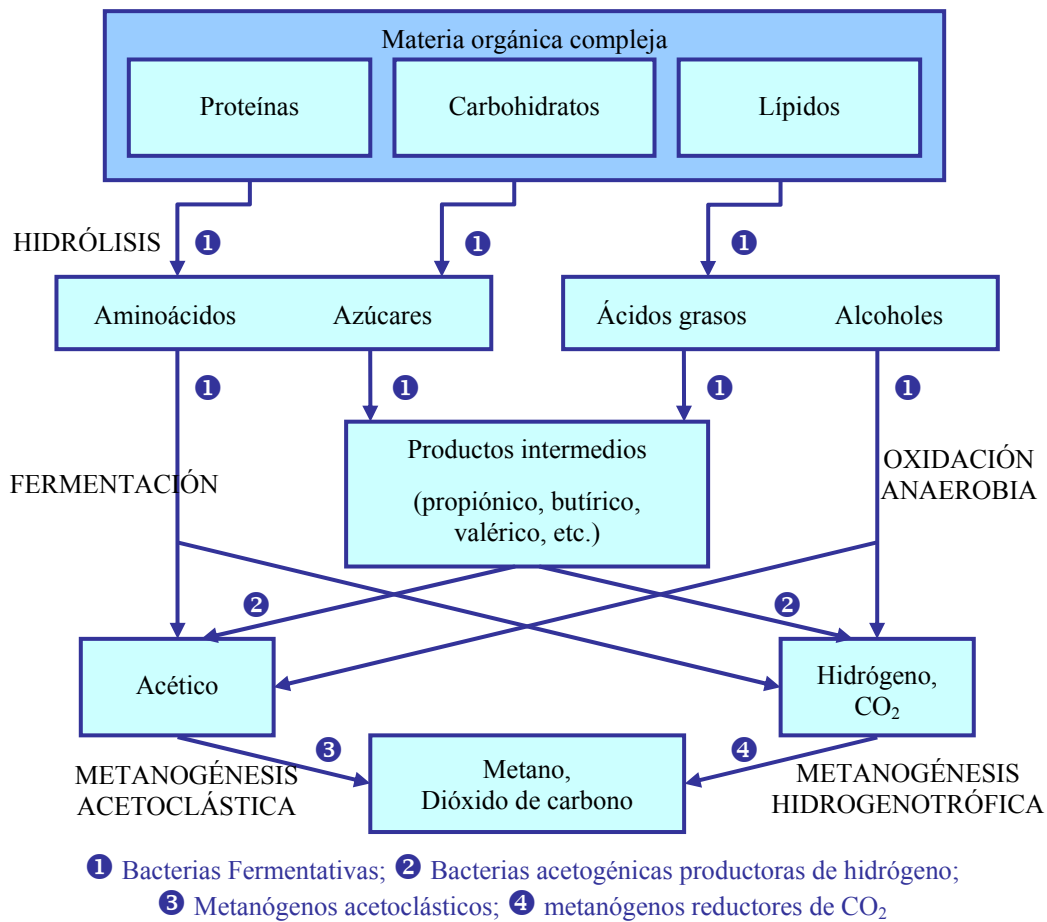 Materia orgánica compleja
Proteínas
Carbohidratos
Lípidos
HIDRÓLISIS
❶
❶
❶
Aminoácidos
Azúcares
Ácidos grasos
Alcoholes
❶
❶
❶
❶
FERMENTACIÓN
Productos intermedios
(propiónico, butírico,
valérico, etc.)
OXIDACIÓN
ANAEROBIA
❷
❷
Acético
Hidrógeno,
CO₂
❸
❹
METANOGÉNESIS
ACETOCLÁSTICA
Metano,
Dióxido de carbono
METANOGÉNESIS
HIDROGENOTRÓFICA
❶ Bacterias Fermentativas; ❷ Bacterias acetogénicas productoras de hidrógeno;
❸ Metanógenos acetoclásticos; ❹ metanógenos reductores de CO₂